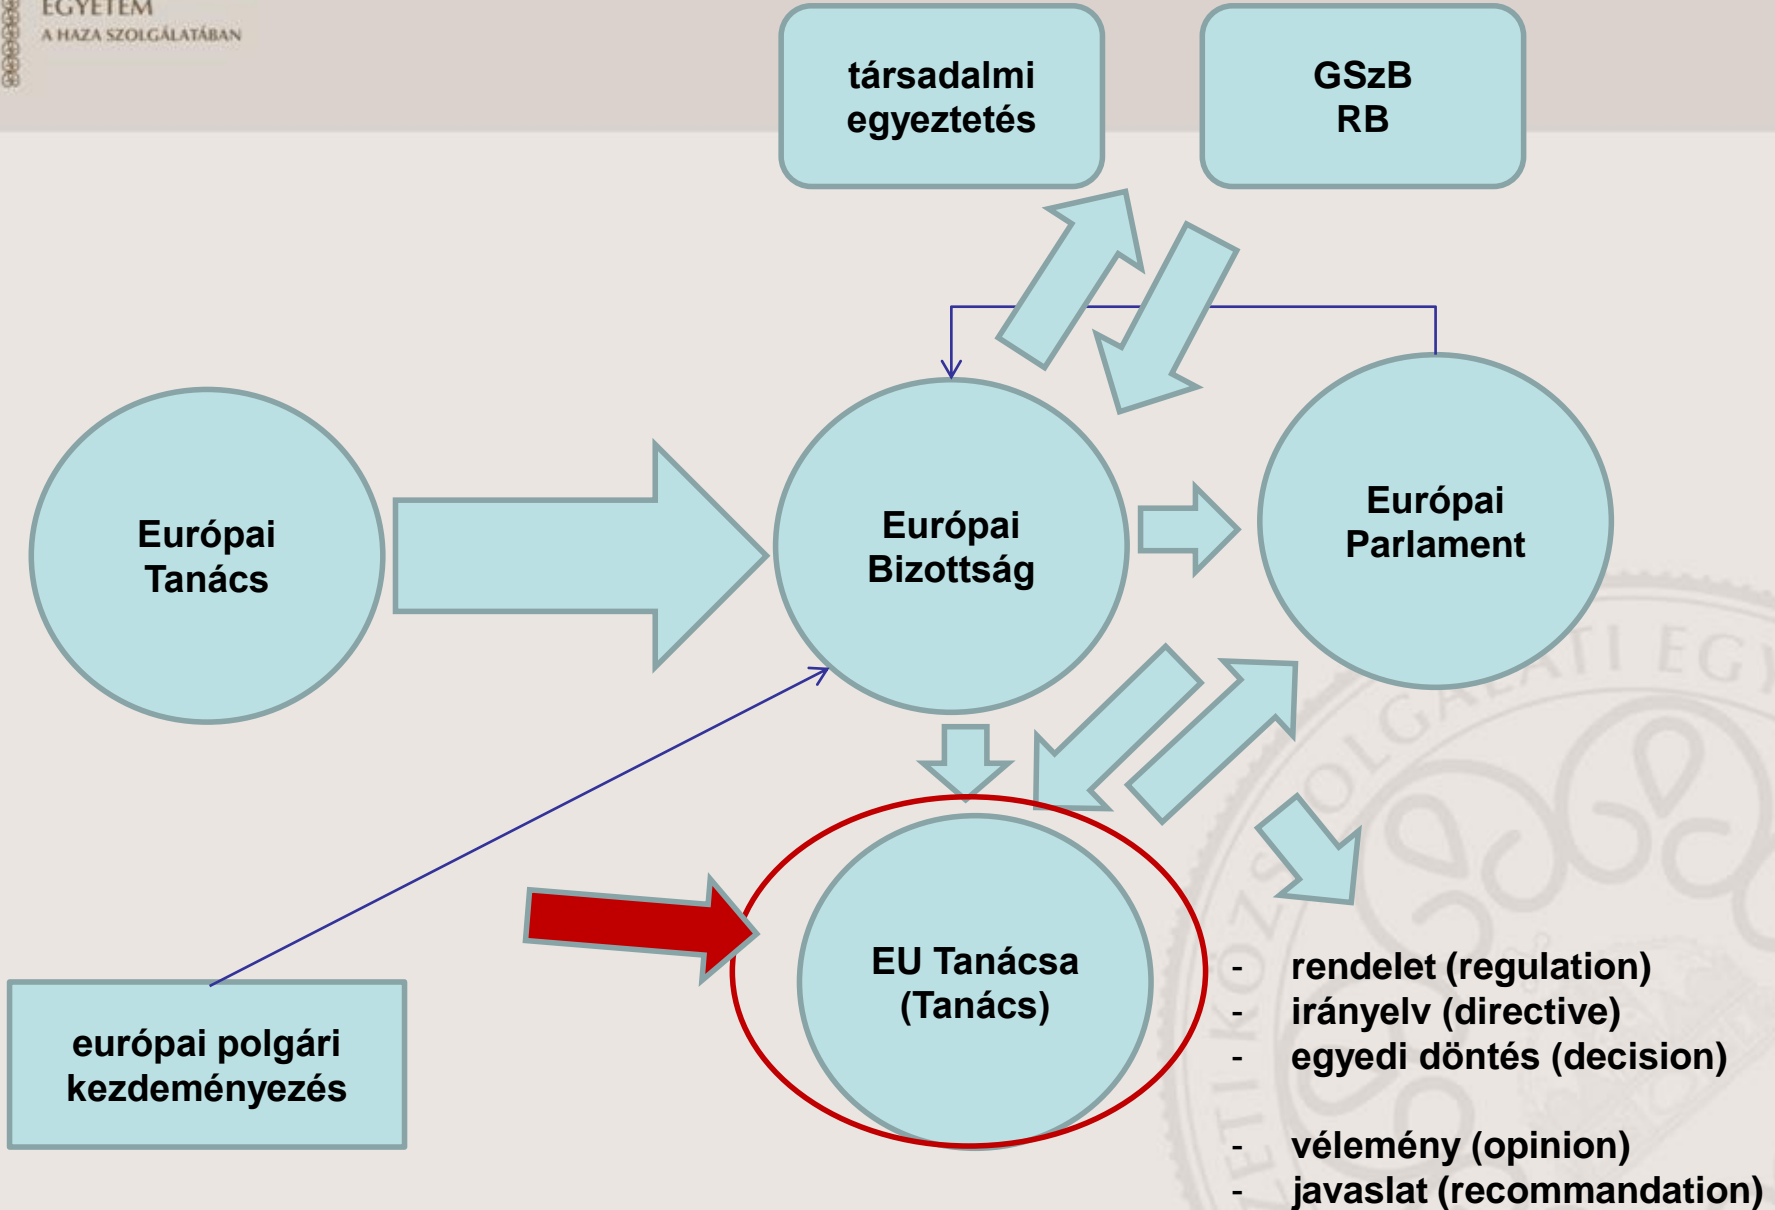 EGYETEM
A HAZA SZOLGÁLATÁBAN
társadalmi
egyeztetés
GSzB
RB
Európai
Tanács
Európai
Bizottság
Európai
Parlament
EU Tanácsa
(Tanács)
európai polgári
kezdeményezés
- rendelet (regulation)
- irányelv (directive)
- egyedi döntés (decision)
- vélemény (opinion)
- javaslat (recommandation)